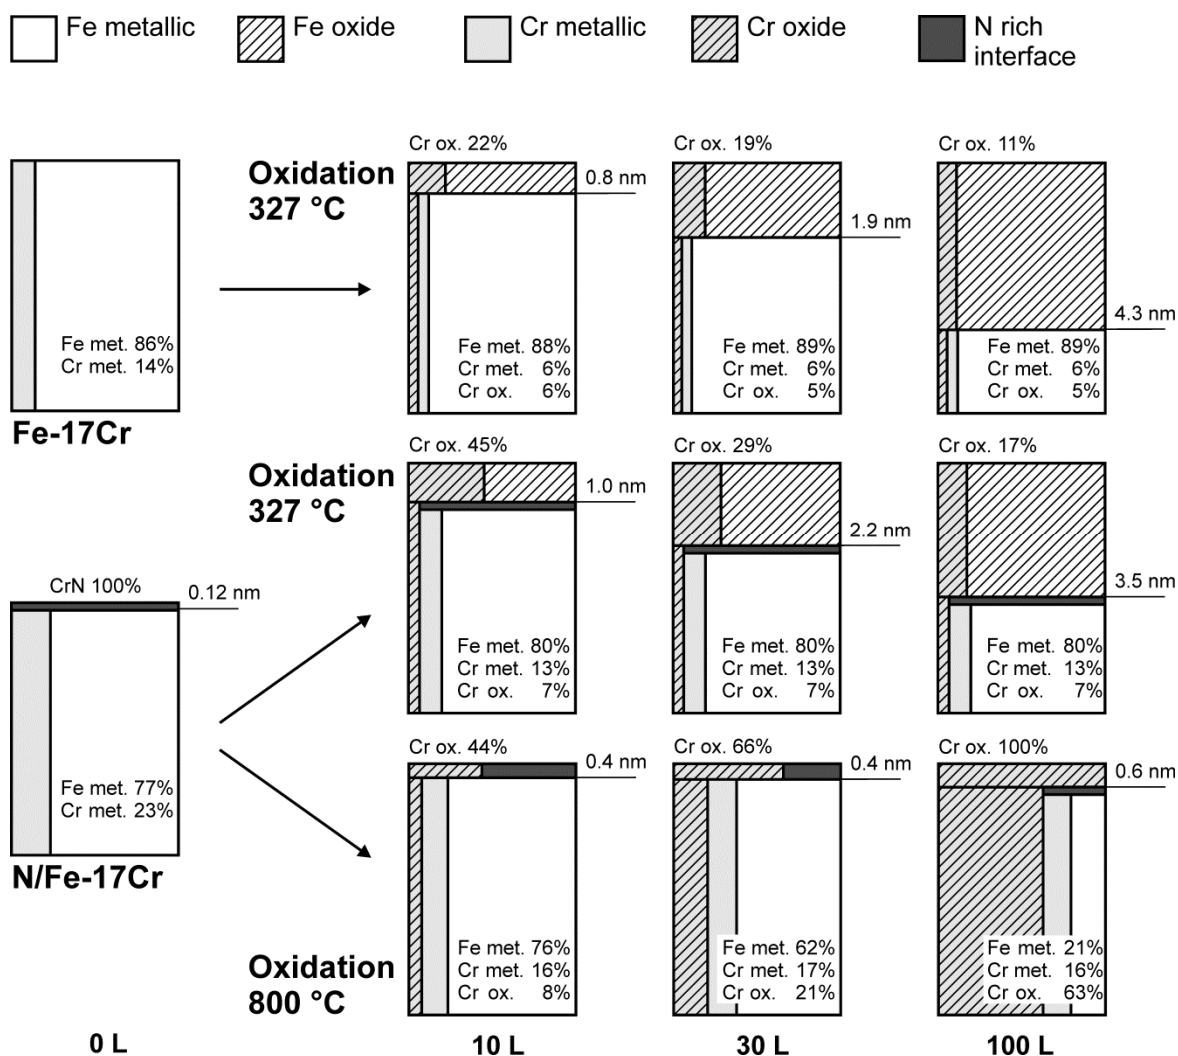 Fe metallic
Fe oxide
Cr metallic
Cr oxide
N rich
interface
Cr ox. 22%
Cr ox. 19%
Cr ox. 11%
Oxidation
327 °C
0.8 nm
1.9 nm
4.3 nm
Fe met. 86%
Cr met. 14%
Fe met. 88%
Cr met. 6%
Cr ox. 6%
Fe met. 89%
Cr met. 6%
Cr ox. 5%
Fe met. 89%
Cr met. 6%
Cr ox. 5%
Fe-17Cr
Cr ox. 45%
Cr ox. 29%
Cr ox. 17%
Oxidation
327 °C
1.0 nm
2.2 nm
3.5 nm
CrN 100%
0.12 nm
Fe met. 80%
Cr met. 13%
Cr ox. 7%
Fe met. 80%
Cr met. 13%
Cr ox. 7%
Fe met. 80%
Cr met. 13%
Cr ox. 7%
Fe met. 77%
Cr met. 23%
N/Fe-17Cr
Cr ox. 44%
Cr ox. 66%
Cr ox. 100%
0.4 nm
0.4 nm
0.6 nm
Oxidation
800 °C
Fe met. 76%
Cr met. 16%
Cr ox. 8%
Fe met. 62%
Cr met. 17%
Cr ox. 21%
Fe met. 21%
Cr met. 16%
Cr ox. 63%
0 L
10 L
30 L
100 L